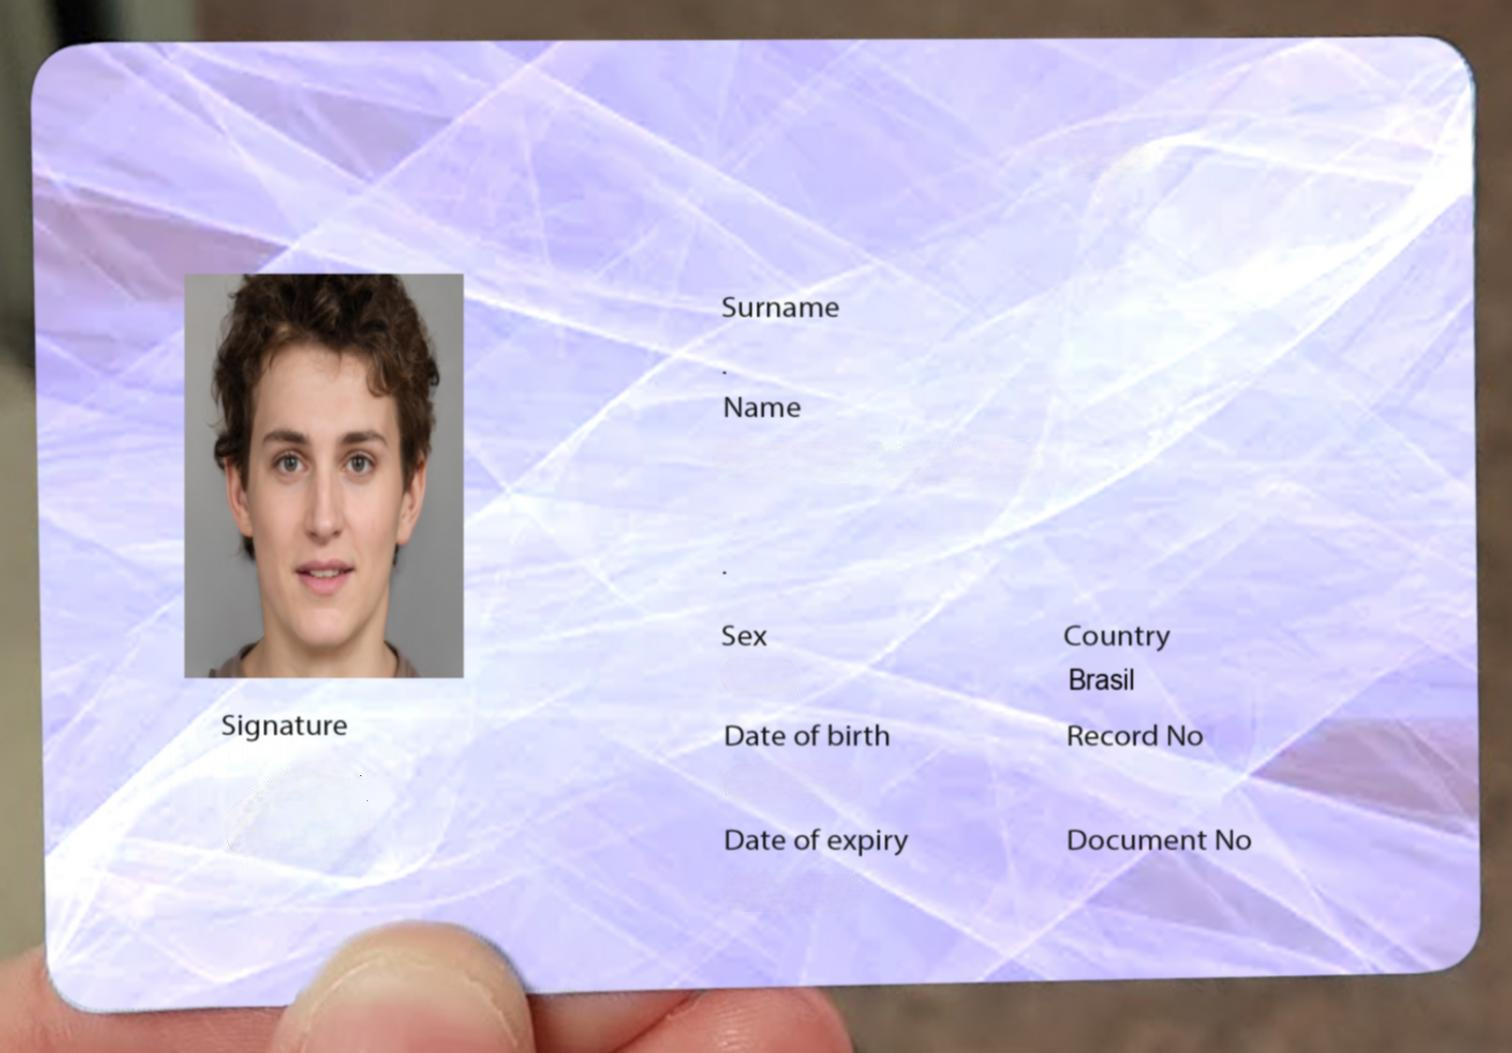 Surname
.
Name
.
Sex
Country
Brasil
Signature
Date of birth
Record No
Date of expiry
Document No